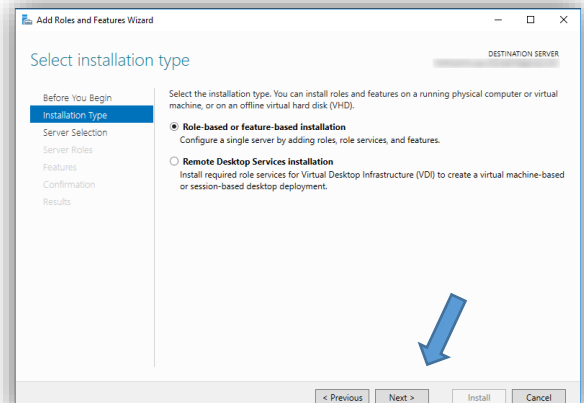 Add Roles and Features Wizard
Select installation type
DESTINATION SERVER
Before You Begin
Installation Type
Server Selection
Server Roles
Features
Confirmation
Results
Select the installation type. You can install roles and features on a running physical computer or virtual
machine, or on an offline virtual hard disk (VHD).
Role-based or feature-based installation
Configure a single server by adding roles, role services, and features.
Remote Desktop Services installation
Install required role services for Virtual Desktop Infrastructure (VDI) to create a virtual machine-based
or session-based desktop deployment.
< Previous
Next >
Install
Cancel